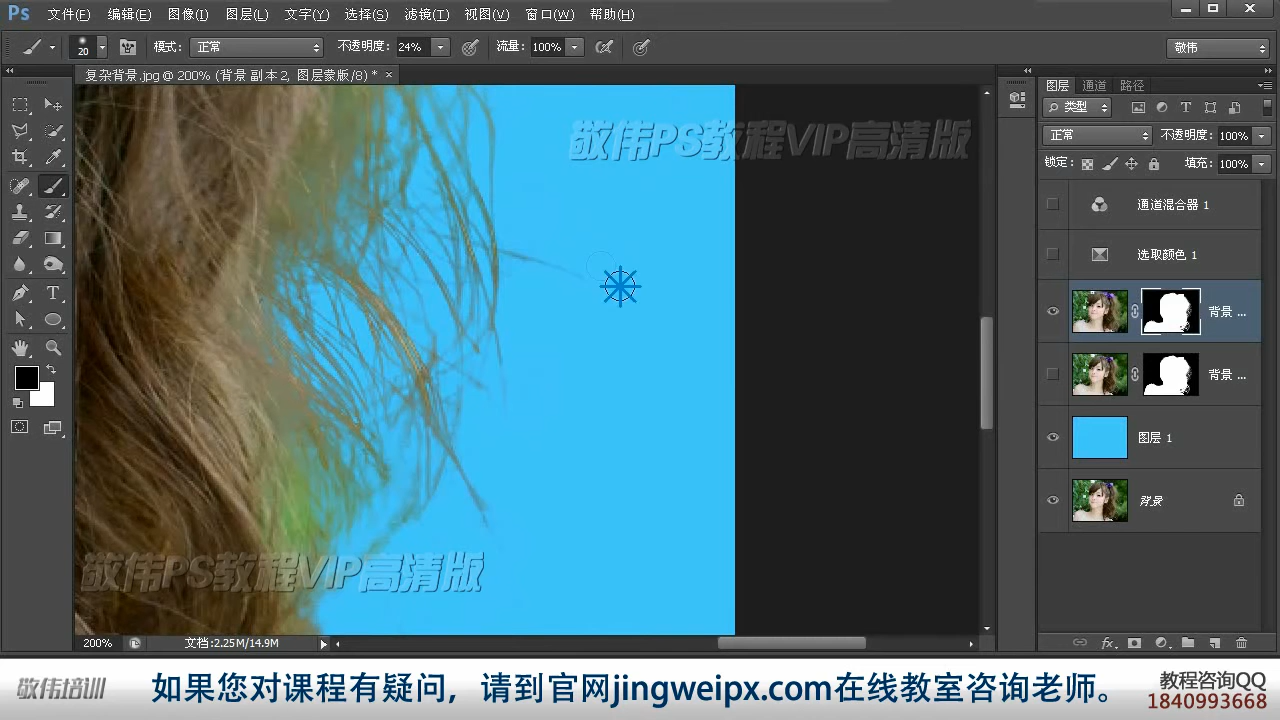 Ps 文件(F) 编辑(E) 图像(I) 图层(L) 文字(Y) 选择(S) 滤镜(T) 视图(V) 窗口(W) 帮助(H)
20 模式: 正常 不透明度: 24% 流量: 100% 敬伟
复杂背景.jpg @ 200% (背景 副本 2, 图层蒙版/8) * ×
图层 通道 路径
类型
正常 不透明度: 100%
锁定: 填充: 100%
通道混合器 1
选取颜色 1
背景 ...
背景 ...
图层 1
背景
敬伟PS教程VIP高清版
敬伟PS教程VIP高清版
200% 文档:2.25M/14.9M
敬伟培训
如果您对课程有疑问，请到官网jingweipx.com在线教室咨询老师。
教程咨询QQ
1840993668